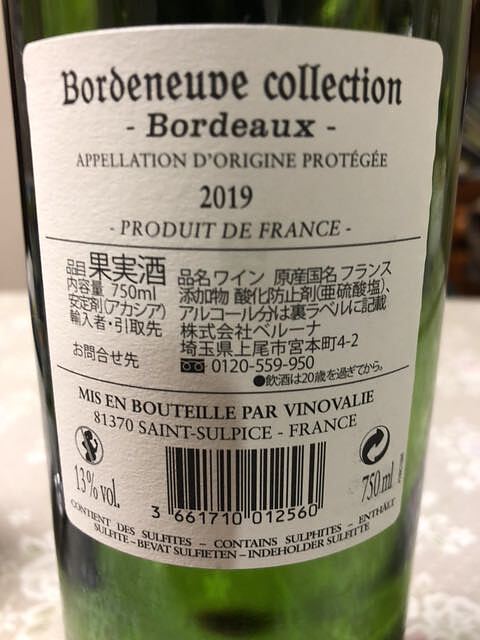 Bordeneuve collection
- Bordeaux -
APPELLATION D'ORIGINE PROTÉGÉE
2019
- PRODUIT DE FRANCE -
品目 果実酒 品名 ワイン 原産国名 フランス
内容量 750ml 添加物 酸化防止剤(亜硫酸塩)、
安定剤(アカシア) アルコール分は裏ラベルに記載
輸入者・引取先 株式会社ベルーナ
埼玉県上尾市宮本町4-2
お問合せ先 0120-559-950
●飲酒は20歳を過ぎてから。
MIS EN BOUTEILLE PAR VINOVALIE
81370 SAINT-SULPICE - FRANCE
13% vol.
750 ml
3 661710 012560
CONTIENT DES SULFITES - CONTAINS SULPHITES - ENTHÄLT
SULFITE - BEVAT SULFIETEN - INDEHOLDER SULFITTE